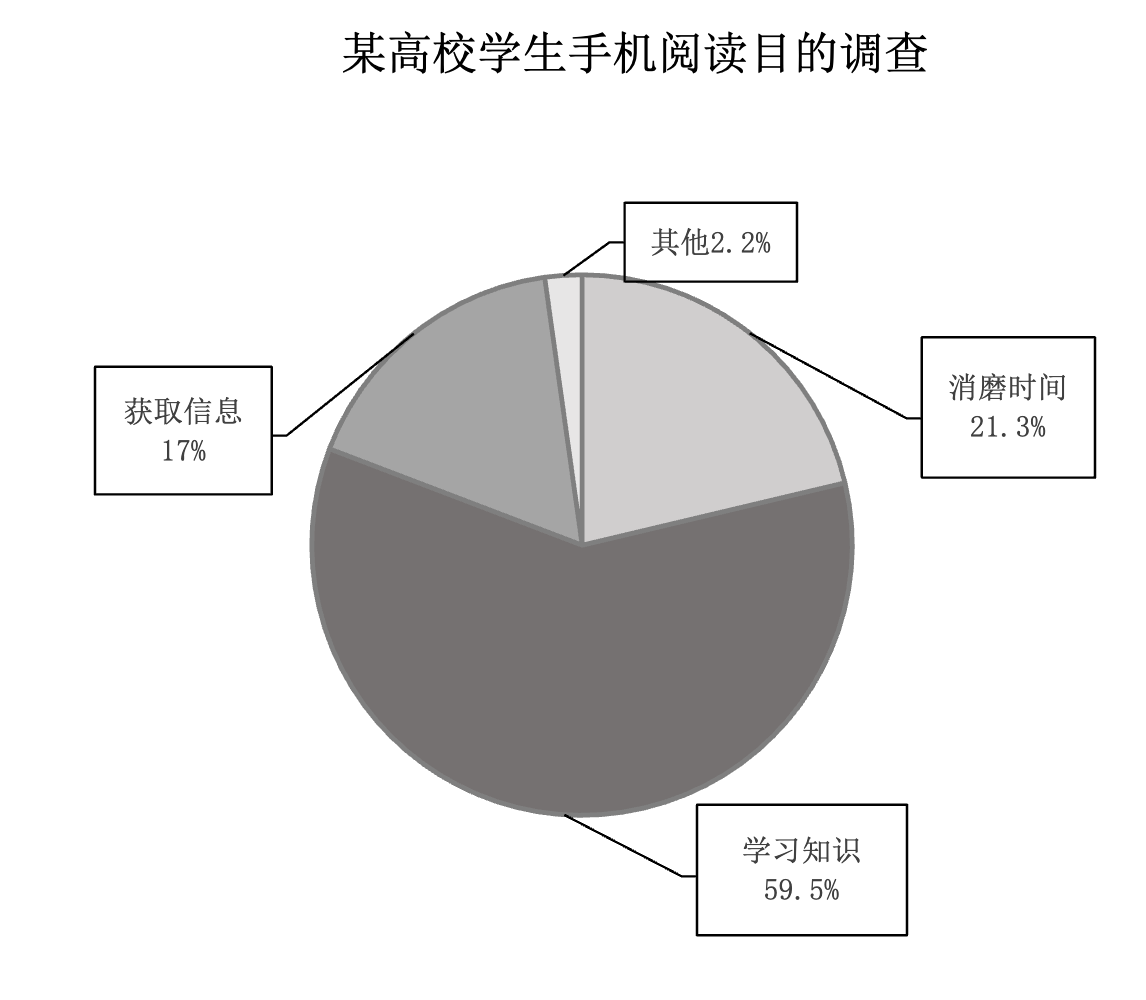 某高校学生手机阅读目的调查
其他2.2%
消磨时间
21.3%
获取信息
17%
学习知识
59.5%